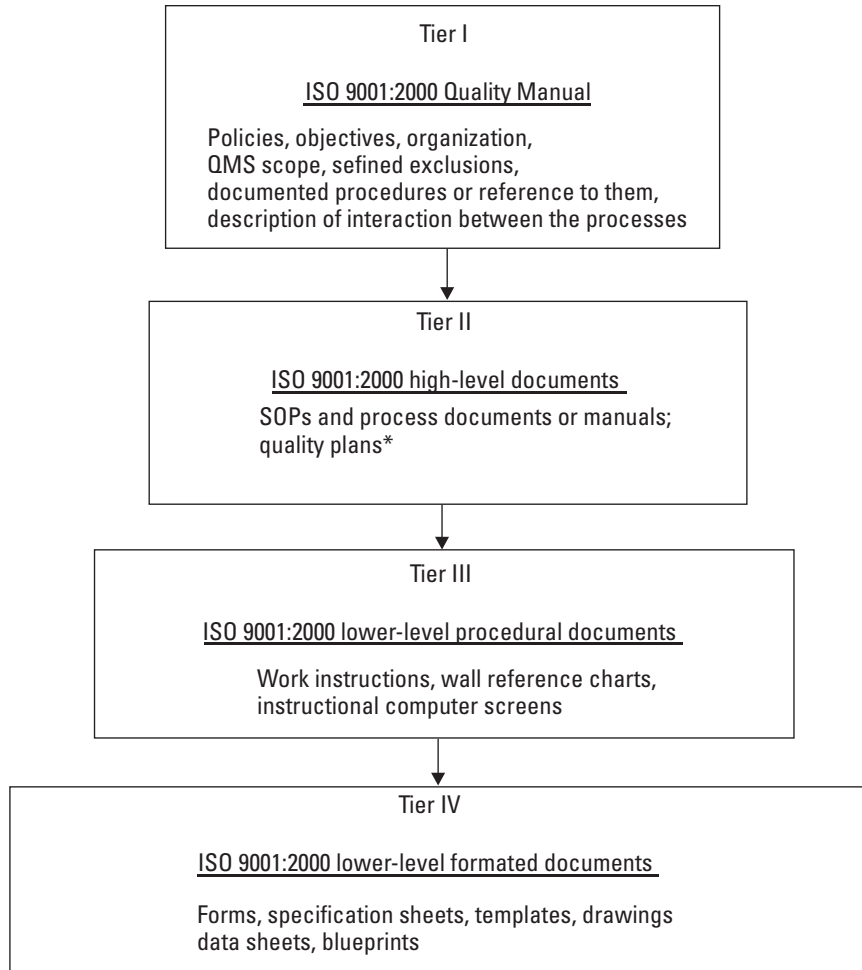 Tier I
ISO 9001:2000 Quality Manual
Policies, objectives, organization,
QMS scope, sefined exclusions,
documented procedures or reference to them,
description of interaction between the processes
Tier II
ISO 9001:2000 high-level documents
SOPs and process documents or manuals;
quality plans*
Tier III
ISO 9001:2000 lower-level procedural documents
Work instructions, wall reference charts,
instructional computer screens
Tier IV
ISO 9001:2000 lower-level formated documents
Forms, specification sheets, templates, drawings
data sheets, blueprints